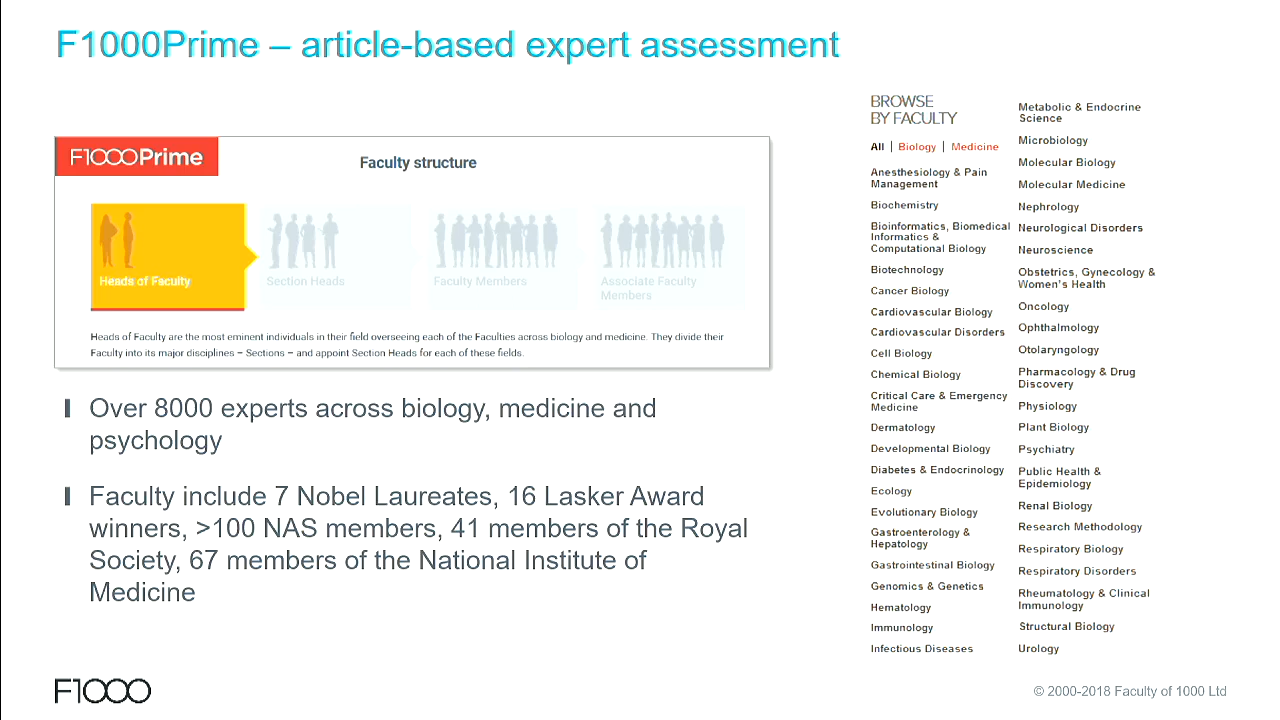 F1000Prime – article-based expert assessment
F1000Prime
Faculty structure
Heads of Faculty
Section Heads
Faculty Members
Associate Faculty
Members
Heads of Faculty are the most eminent individuals in their field overseeing each of the Faculties across biology and medicine. They divide their
Faculty into its major disciplines – Sections – and appoint Section Heads for each of these fields.
Over 8000 experts across biology, medicine and
psychology
Faculty include 7 Nobel Laureates, 16 Lasker Award
winners, >100 NAS members, 41 members of the Royal
Society, 67 members of the National Institute of
Medicine
BROWSE
BY FACULTY
All | Biology | Medicine
Anesthesiology & Pain
Management
Biochemistry
Bioinformatics, Biomedical
Informatics &
Computational Biology
Biotechnology
Cancer Biology
Cardiovascular Biology
Cardiovascular Disorders
Cell Biology
Chemical Biology
Critical Care & Emergency
Medicine
Dermatology
Developmental Biology
Diabetes & Endocrinology
Ecology
Evolutionary Biology
Gastroenterology &
Hepatology
Gastrointestinal Biology
Genomics & Genetics
Hematology
Immunology
Infectious Diseases
Metabolic & Endocrine
Science
Microbiology
Molecular Biology
Molecular Medicine
Nephrology
Neurological Disorders
Neuroscience
Obstetrics, Gynecology &
Women's Health
Oncology
Ophthalmology
Otolaryngology
Pharmacology & Drug
Discovery
Physiology
Plant Biology
Psychiatry
Public Health &
Epidemiology
Renal Biology
Research Methodology
Respiratory Biology
Respiratory Disorders
Rheumatology & Clinical
Immunology
Structural Biology
Urology
F1000
© 2000-2018 Faculty of 1000 Ltd